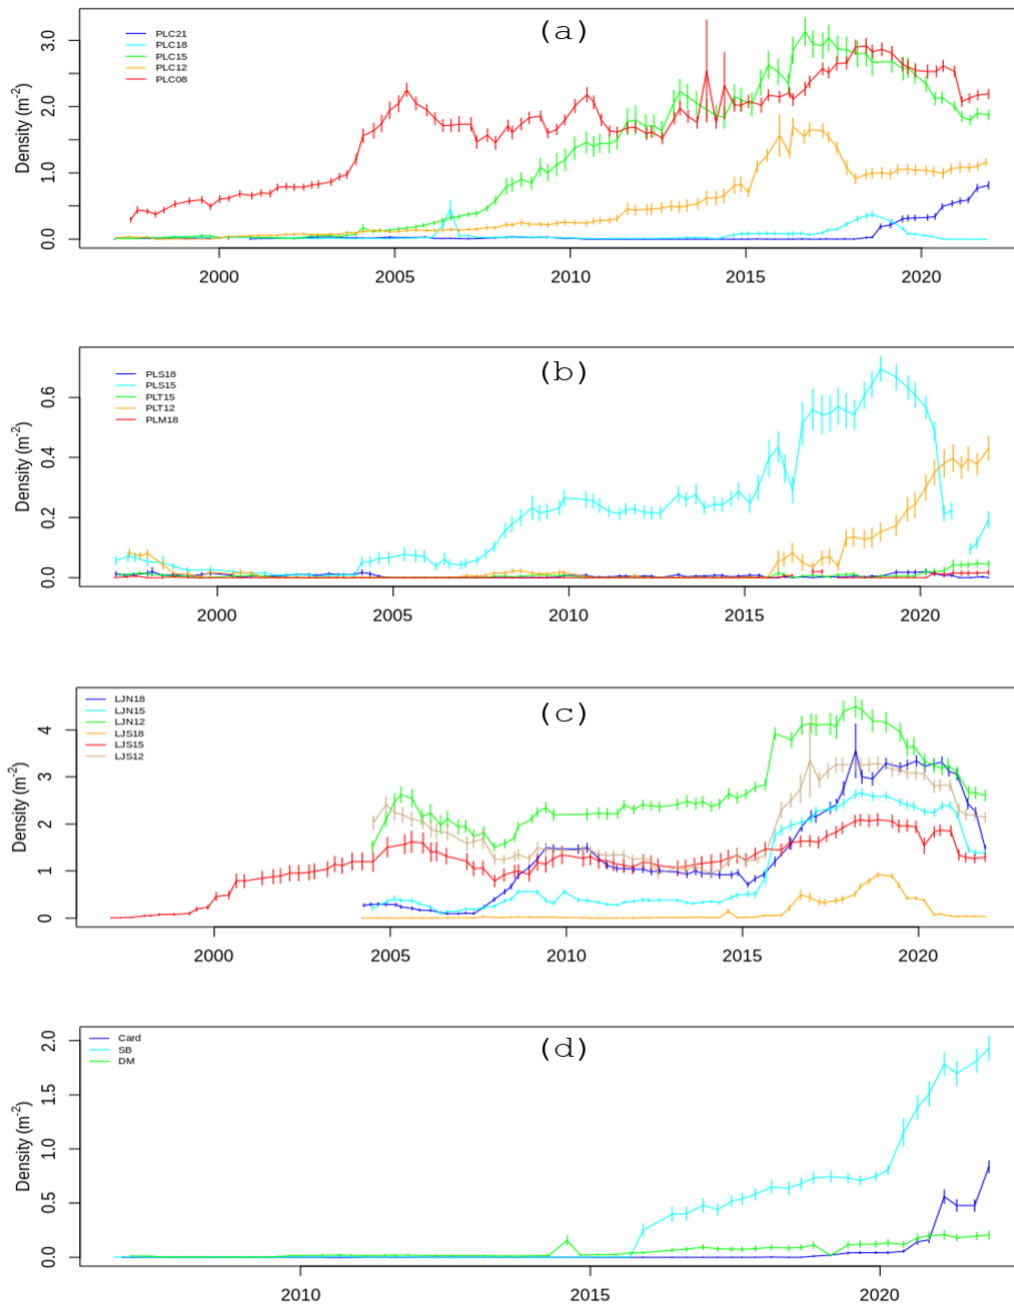 (a)
PLC21
PLC18
PLC15
PLC12
PLC08
Density (m-2)
0.0 1.0 2.0 3.0
2000 2005 2010 2015 2020
(b)
PLS18
PLS15
PLT15
PLT12
PLM18
Density (m-2)
0.0 0.2 0.4 0.6
2000 2005 2010 2015 2020
(c)
LJN18
LJN15
LJN12
LJS18
LJS15
LJS12
Density (m-2)
0 1 2 3 4
2000 2005 2010 2015 2020
(d)
Card
SB
DM
Density (m-2)
0.0 0.5 1.0 1.5 2.0
2010 2015 2020